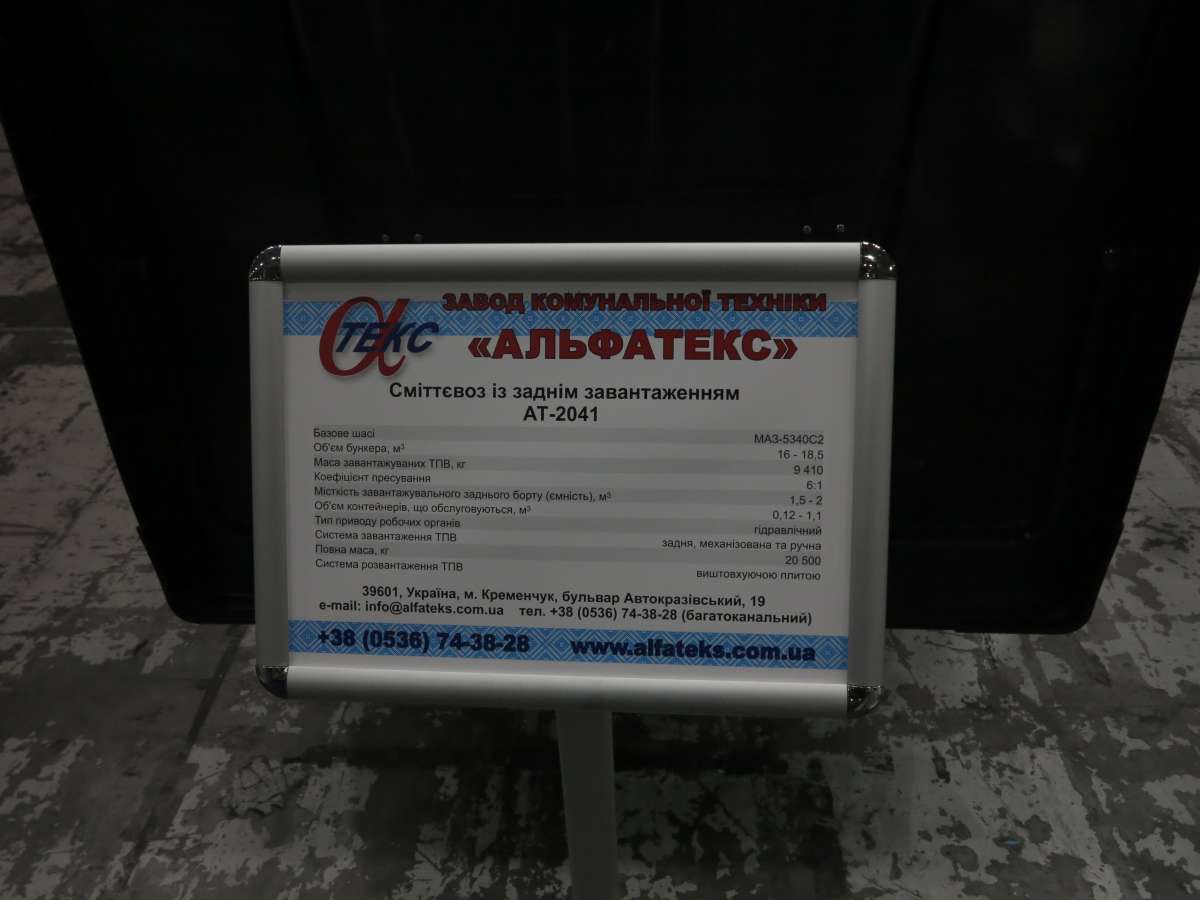 αТЕКС
ЗАВОД КОМУНАЛЬНОЇ ТЕХНІКИ
«АЛЬФАТЕКС»
Сміттєвоз із заднім завантаженням
АТ-2041
Базове шасі МАЗ-5340С2
Об'єм бункера, м³ 16 - 18,5
Маса завантажуваних ТПВ, кг 9 410
Коефіцієнт пресування 6:1
Місткість завантажувального заднього борту (ємність), м³ 1,5 - 2
Об'єм контейнерів, що обслуговуються, м³ 0,12 - 1,1
Тип приводу робочих органів гідравлічний
Система завантаження ТПВ задня, механізована та ручна
Повна маса, кг 20 500
Система розвантаження ТПВ виштовхуючою плитою
39601, Україна, м. Кременчук, бульвар Автокразівський, 19
e-mail: info@alfateks.com.ua тел. +38 (0536) 74-38-28 (багатоканальний)
+38 (0536) 74-38-28 www.alfateks.com.ua